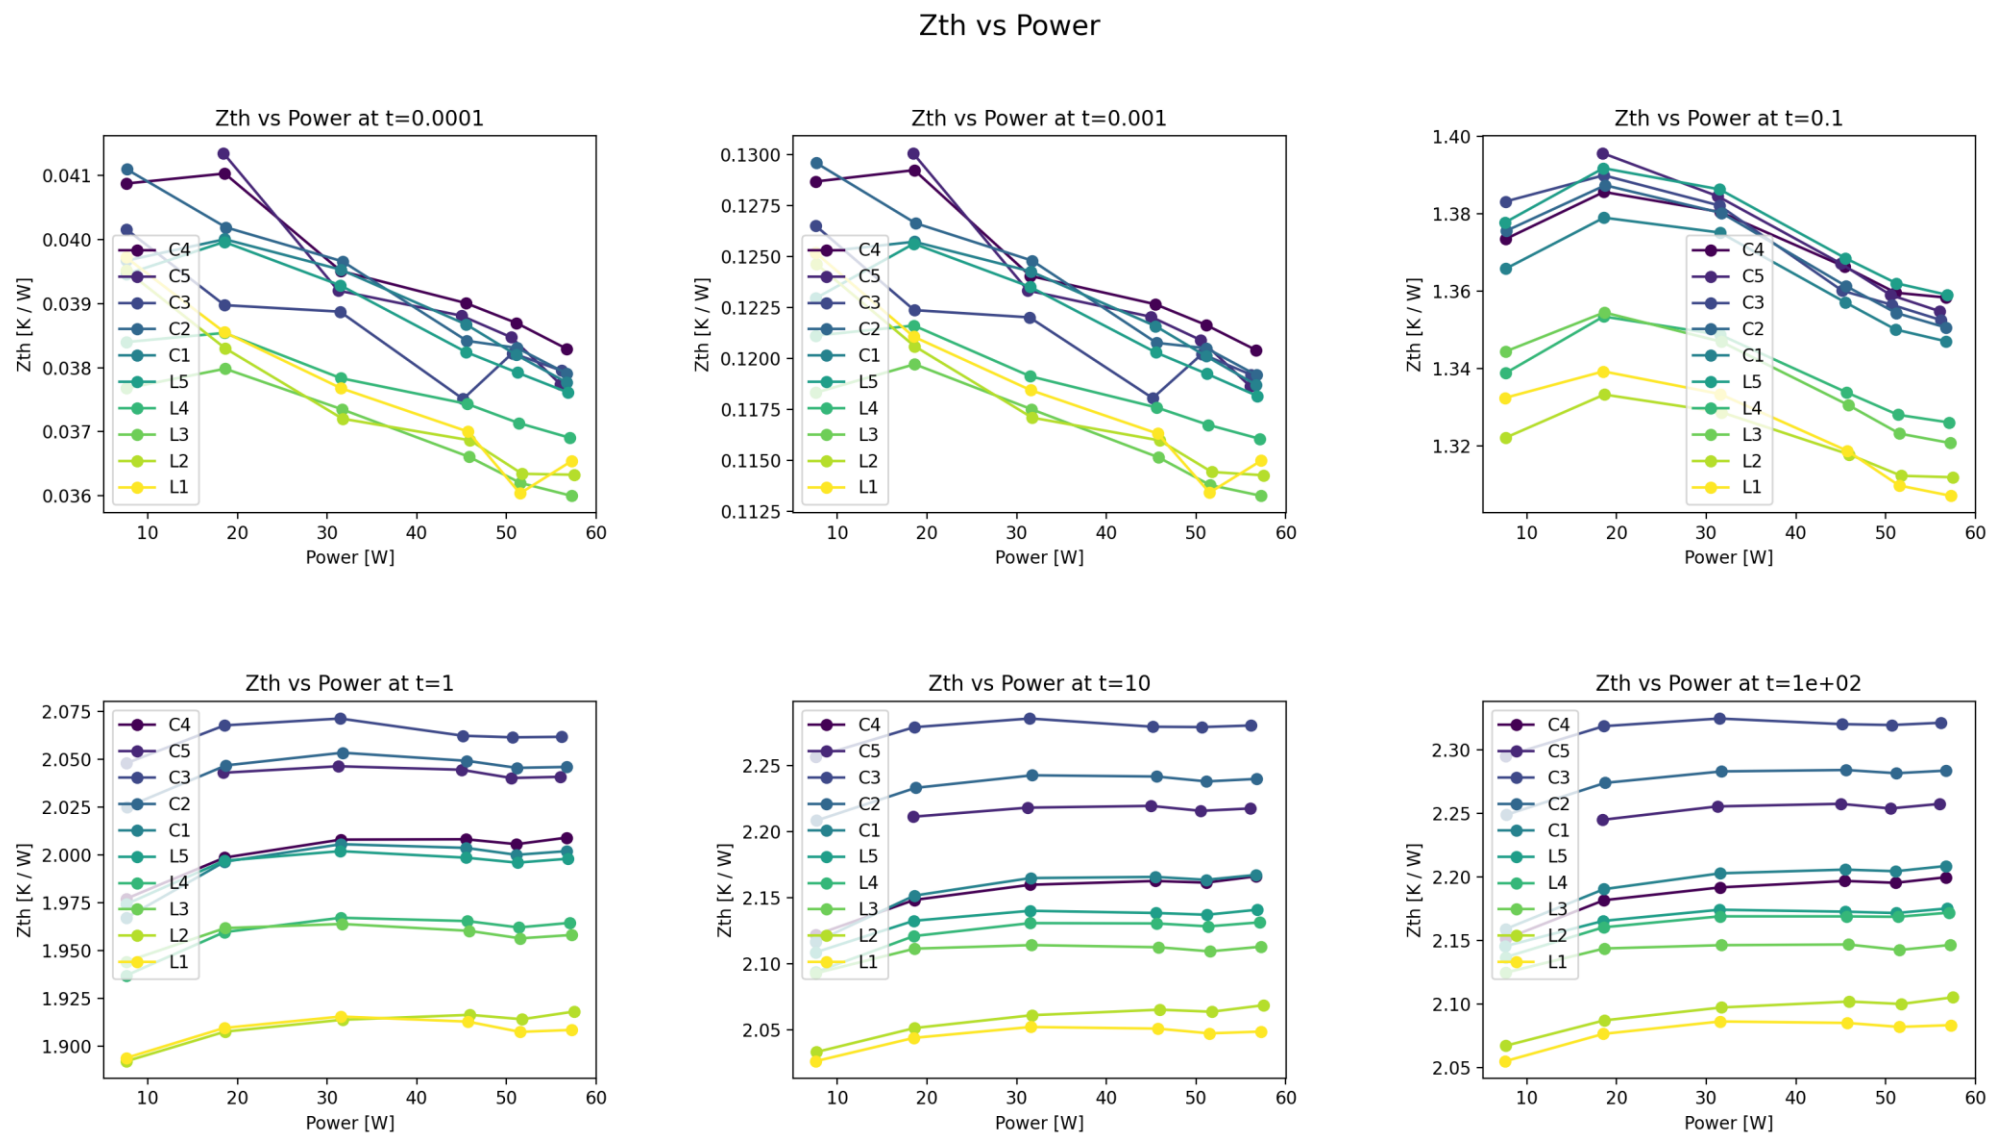 Zth vs Power
Zth vs Power at t=0.0001
0.041
0.040
0.039
0.038
0.037
0.036
Zth [K / W]
C4
C5
C3
C2
C1
L5
L4
L3
L2
L1
10 20 30 40 50 60
Power [W]
Zth vs Power at t=0.001
0.1300
0.1275
0.1250
0.1225
0.1200
0.1175
0.1150
0.1125
Zth [K / W]
C4
C5
C3
C2
C1
L5
L4
L3
L2
L1
10 20 30 40 50 60
Power [W]
Zth vs Power at t=0.1
1.40
1.38
1.36
1.34
1.32
Zth [K / W]
C4
C5
C3
C2
C1
L5
L4
L3
L2
L1
10 20 30 40 50 60
Power [W]
Zth vs Power at t=1
2.075
2.050
2.025
2.000
1.975
1.950
1.925
1.900
Zth [K / W]
C4
C5
C3
C2
C1
L5
L4
L3
L2
L1
10 20 30 40 50 60
Power [W]
Zth vs Power at t=10
2.25
2.20
2.15
2.10
2.05
Zth [K / W]
C4
C5
C3
C2
C1
L5
L4
L3
L2
L1
10 20 30 40 50 60
Power [W]
Zth vs Power at t=1e+02
2.30
2.25
2.20
2.15
2.10
2.05
Zth [K / W]
C4
C5
C3
C2
C1
L5
L4
L3
L2
L1
10 20 30 40 50 60
Power [W]